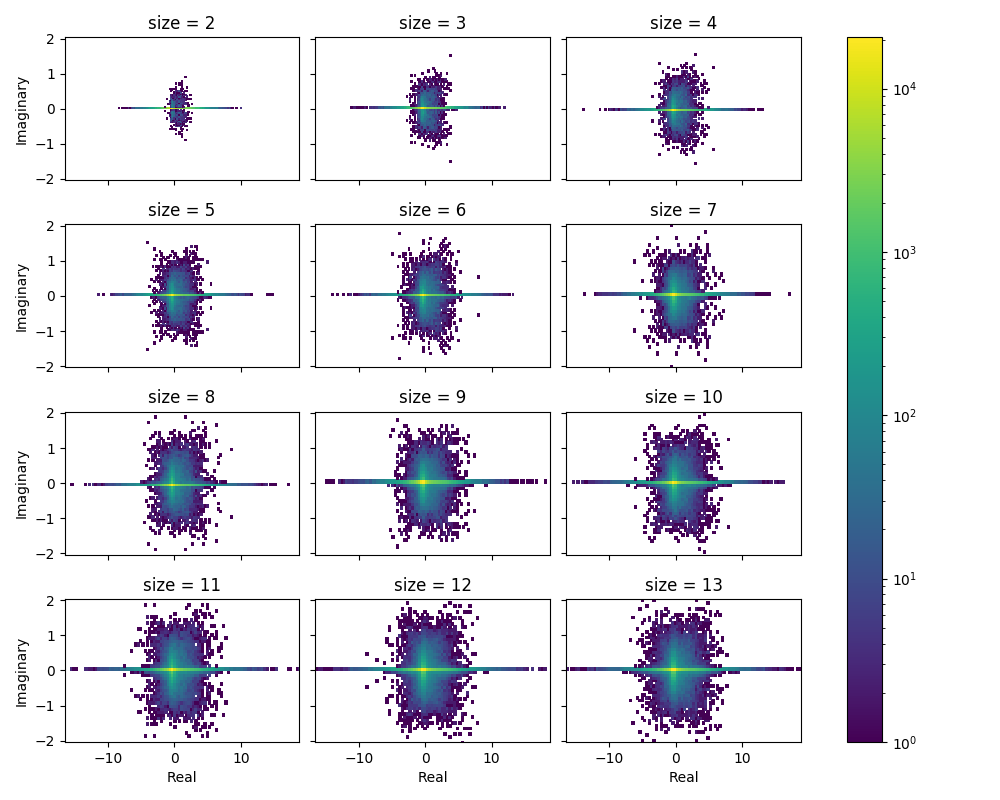 size = 2 size = 3 size = 4
2
1
0
−1
−2
Imaginary
size = 5 size = 6 size = 7
2
1
0
−1
−2
Imaginary
size = 8 size = 9 size = 10
2
1
0
−1
−2
Imaginary
size = 11 size = 12 size = 13
2
1
0
−1
−2
Imaginary
−10 0 10 −10 0 10 −10 0 10
Real Real Real
10⁴
10³
10²
10¹
10⁰